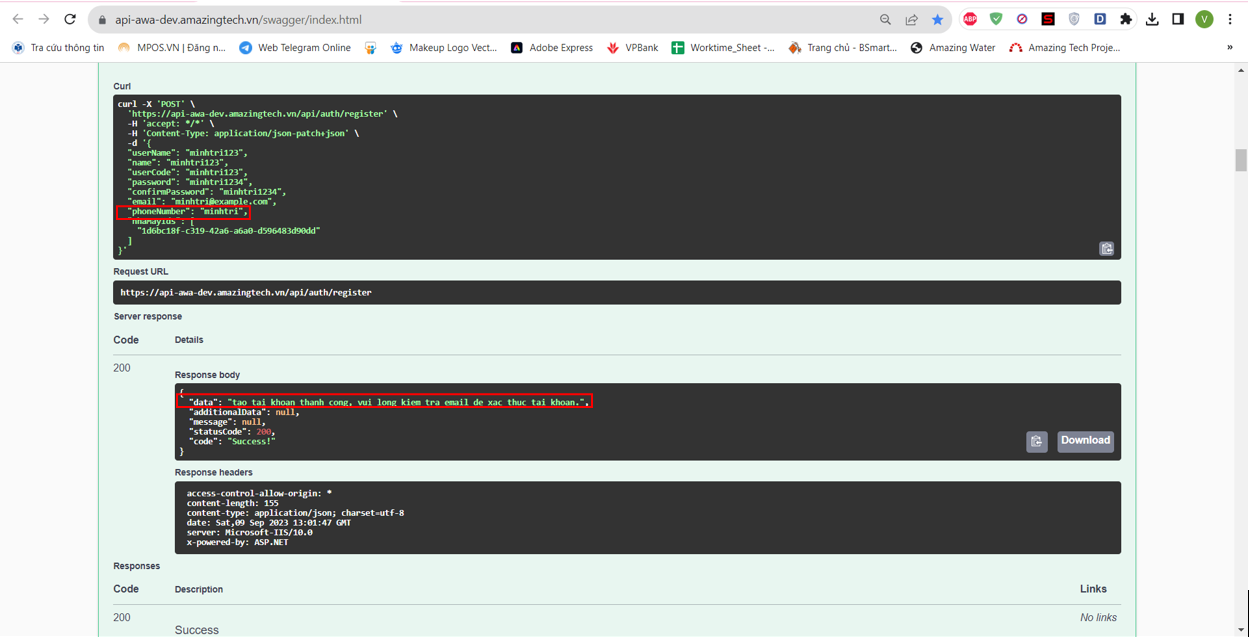 api-awa-dev.amazingtech.vn/swagger/index.html
ABP S D V
Tra cứu thông tin MPOS.VN | Đăng n... Web Telegram Online Makeup Logo Vect... Adobe Express VPBank Worktime_Sheet -... Trang chủ - BSmart... Amazing Water Amazing Tech Proje... »
Curl
curl -X 'POST' \
'https://api-awa-dev.amazingtech.vn/api/auth/register' \
-H 'accept: */*' \
-H 'Content-Type: application/json-patch+json' \
-d '{
"userName": "minhtri123",
"name": "minhtri123",
"userCode": "minhtri123",
"password": "minhtri1234",
"confirmPassword": "minhtri1234",
"email": "minhtri@example.com",
"phoneNumber": "minhtri",
"nhaMayIds": [
"1d6bc18f-c319-42a6-a6a0-d596483d90dd"
]
}'
Request URL
https://api-awa-dev.amazingtech.vn/api/auth/register
Server response
Code Details
200
Response body
{
"data": "tao tai khoan thanh cong, vui long kiem tra email de xac thuc tai khoan.",
"additionalData": null,
"message": null,
"statusCode": 200,
"code": "Success!"
}
Download
Response headers
access-control-allow-origin: *
content-length: 155
content-type: application/json; charset=utf-8
date: Sat,09 Sep 2023 13:01:47 GMT
server: Microsoft-IIS/10.0
x-powered-by: ASP.NET
Responses
Code Description Links
200 No links
Success